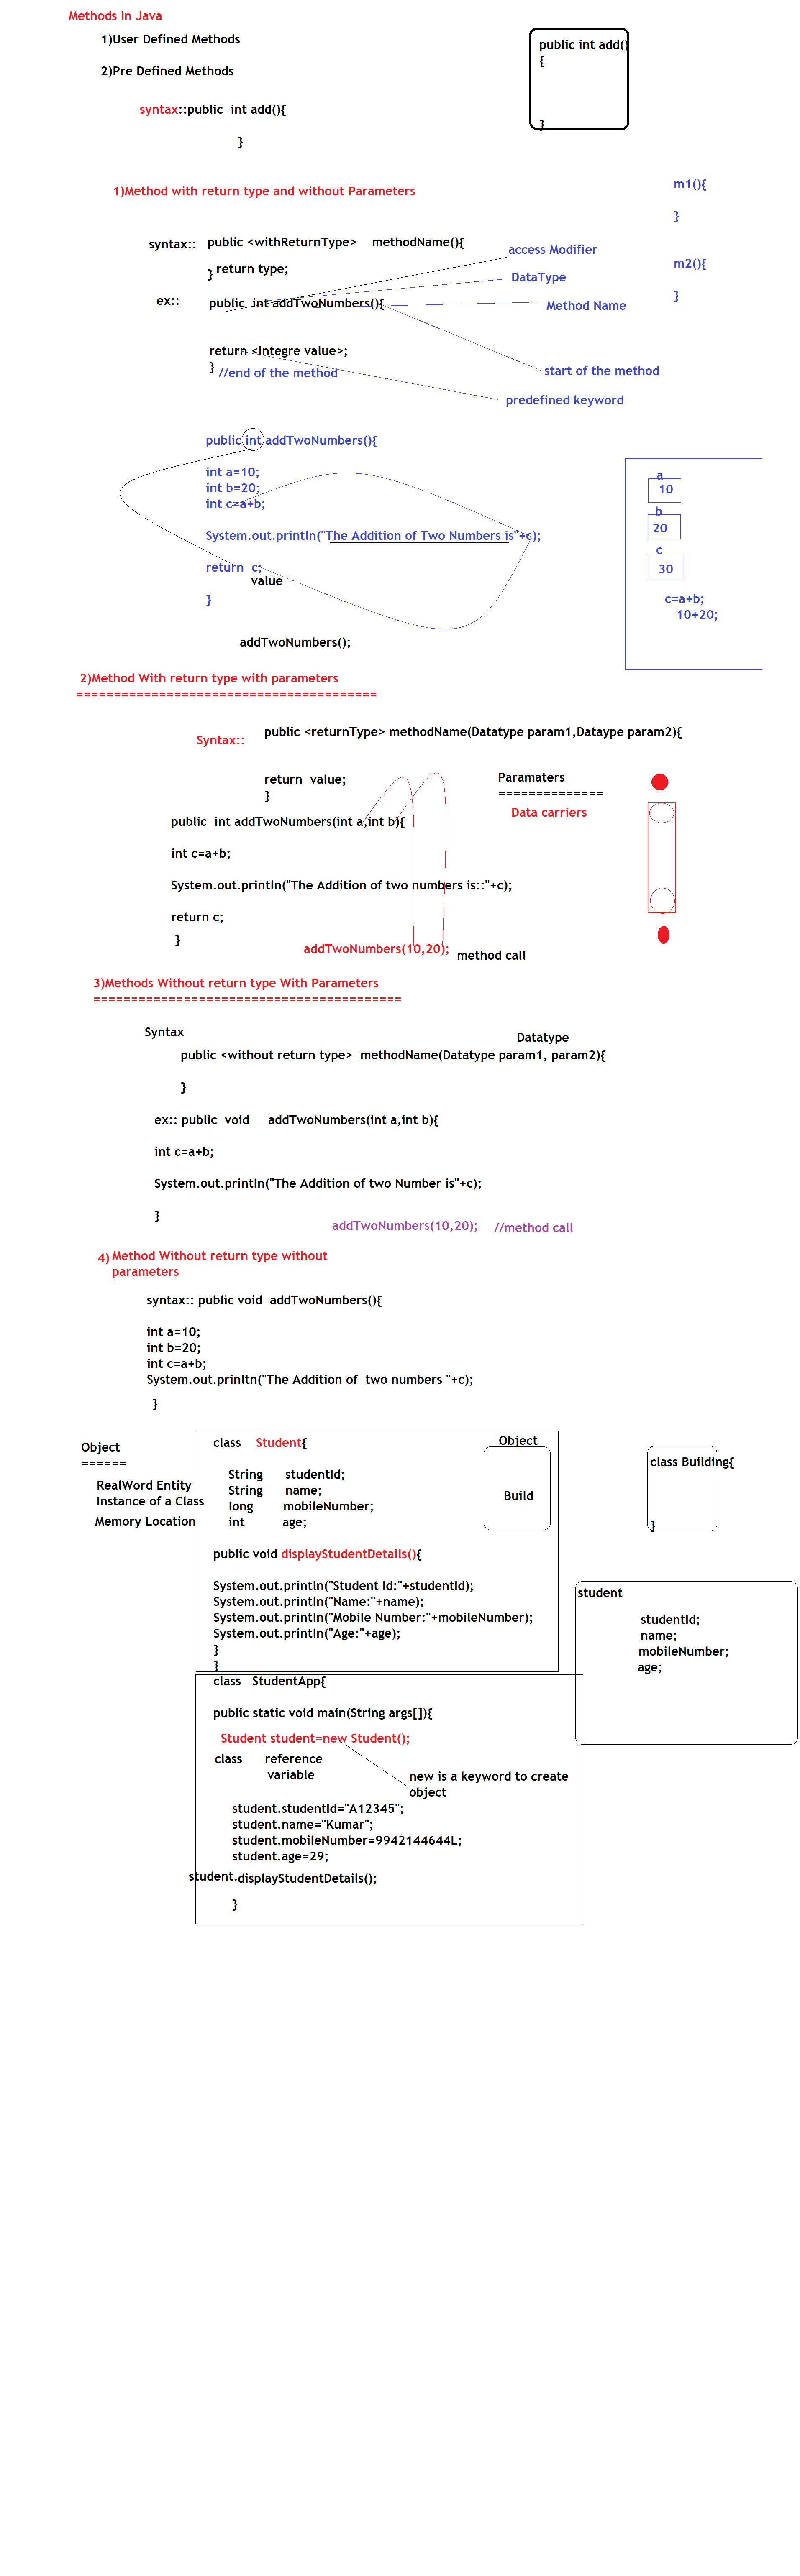 Methods In Java
1)User Defined Methods
2)Pre Defined Methods
public int add()
{
}
syntax::public  int add(){
}
1)Method with return type and without Parameters
m1(){
}
m2(){
}
syntax::
public <withReturnType>    methodName(){
return type;
}
access Modifier
DataType
Method Name
ex::
public  int addTwoNumbers(){
return <Integre value>;
}
//end of the method
start of the method
predefined keyword
public int addTwoNumbers(){
int a=10;
int b=20;
int c=a+b;
System.out.println("The Addition of Two Numbers is"+c);
return  c;
value
}
addTwoNumbers();
a
10
b
20
c
30
c=a+b;
10+20;
2)Method With return type with parameters
========================================
Syntax::
public <returnType> methodName(Datatype param1,Dataype param2){
return  value;
}
Paramaters
==============
Data carriers
public  int addTwoNumbers(int a,int b){
int c=a+b;
System.out.println("The Addition of two numbers is::"+c);
return c;
}
addTwoNumbers(10,20);
method call
3)Methods Without return type With Parameters
=========================================
Syntax
Datatype
public <without return type>  methodName(Datatype param1, param2){
}
ex:: public  void     addTwoNumbers(int a,int b){
int c=a+b;
System.out.println("The Addition of two Number is"+c);
}
addTwoNumbers(10,20);    //method call
4) Method Without return type without
parameters
syntax:: public void  addTwoNumbers(){
int a=10;
int b=20;
int c=a+b;
System.out.prinltn("The Addition of  two numbers "+c);
}
Object
======
RealWord Entity
Instance of a Class
Memory Location
class    Student{
String      studentId;
String      name;
long        mobileNumber;
int          age;
public void displayStudentDetails(){
System.out.println("Student Id:"+studentId);
System.out.println("Name:"+name);
System.out.println("Mobile Number:"+mobileNumber);
System.out.println("Age:"+age);
}
}
Object
Build
class Building{
}
student
studentId;
name;
mobileNumber;
age;
class   StudentApp{
public static void main(String args[]){
Student student=new Student();
class      reference
variable
new is a keyword to create
object
student.studentId="A12345";
student.name="Kumar";
student.mobileNumber=9942144644L;
student.age=29;
student.displayStudentDetails();
}